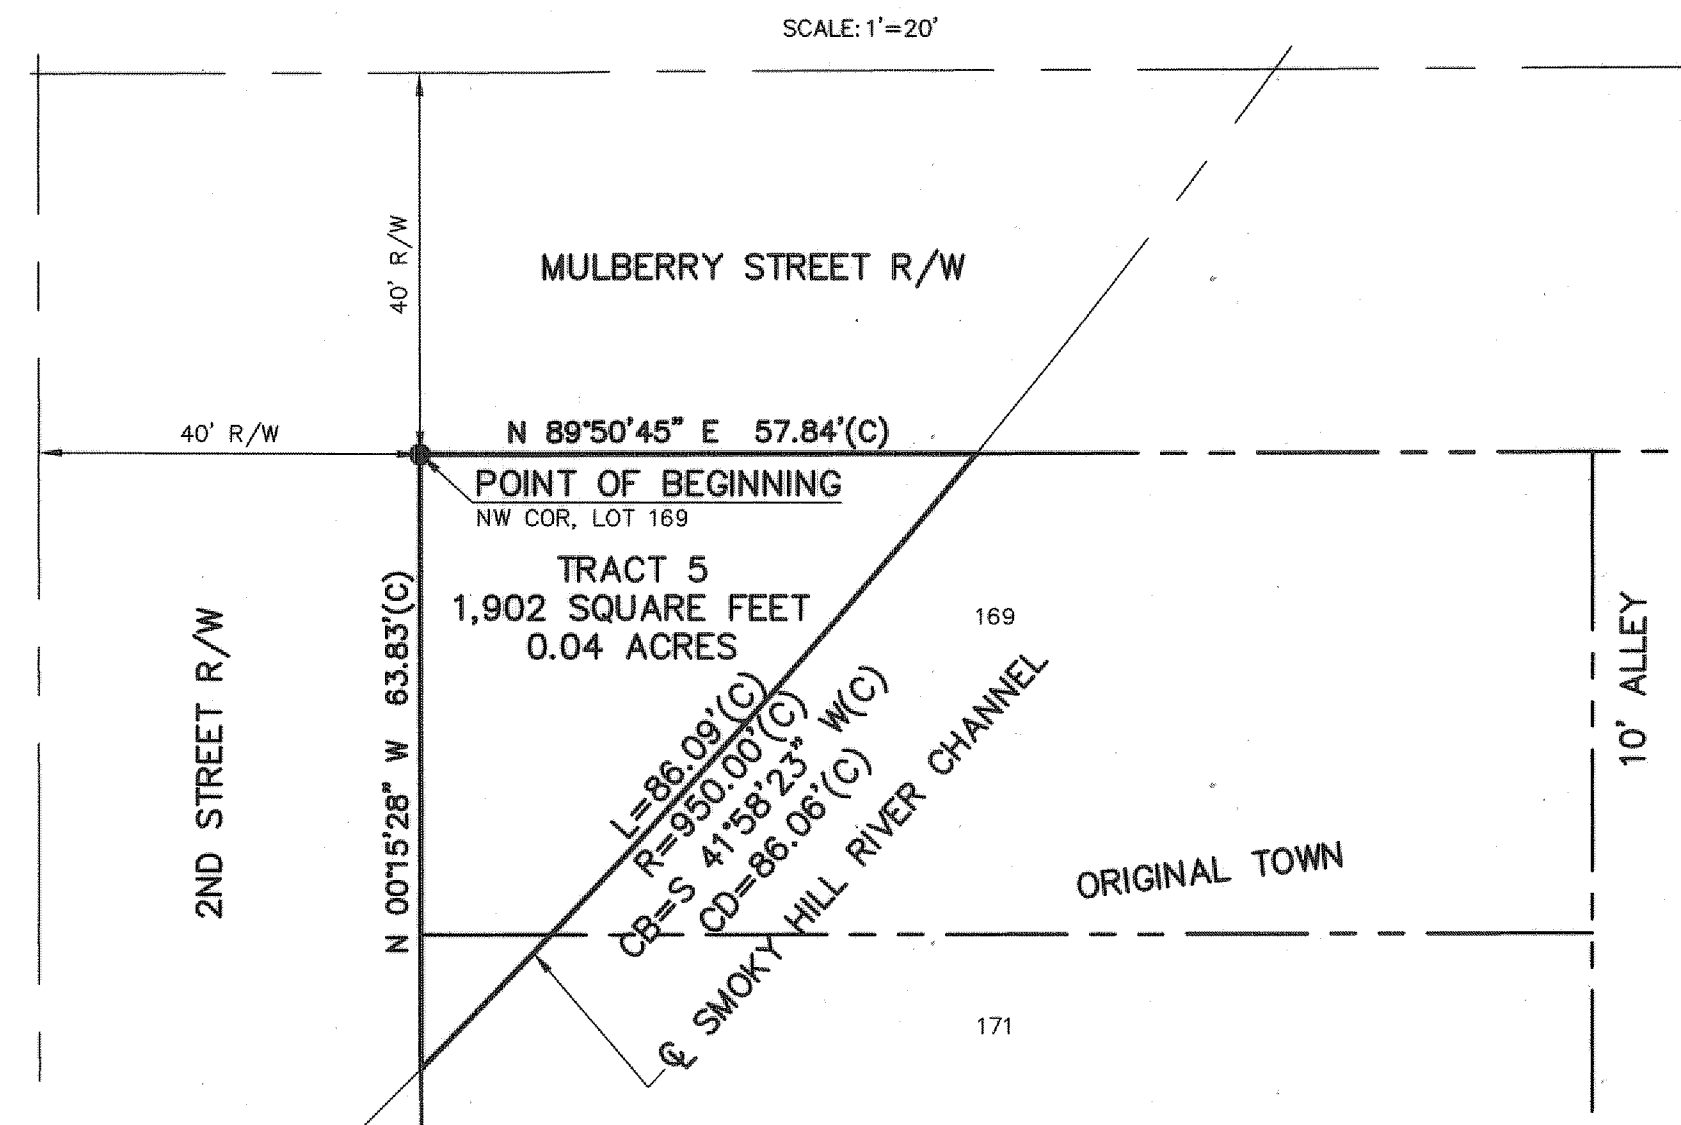 SCALE: 1'=20'
40' R/W
MULBERRY STREET R/W
40' R/W
N 89°50'45" E 57.84'(C)
POINT OF BEGINNING
NW COR, LOT 169
TRACT 5
1,902 SQUARE FEET
0.04 ACRES
N 00°15'28" W 63.83'(C)
2ND STREET R/W
169
L=86.09'(C)
R=950.00'(C)
CB=S 41°58'23" W(C)
CD=86.06'(C)
℄ SMOKY HILL RIVER CHANNEL
10' ALLEY
ORIGINAL TOWN
171